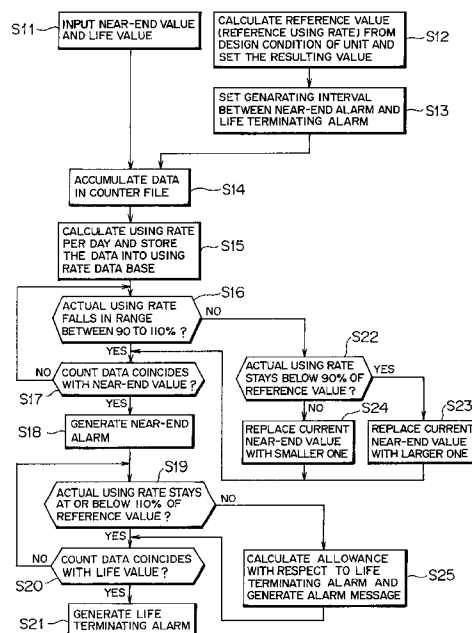 S11
INPUT NEAR-END VALUE
AND LIFE VALUE
CALCULATE REFERENCE VALUE
(REFERENCE USING RATE) FROM
DESIGN CONDITION OF UNIT AND
SET THE RESULTING VALUE
S12
SET GENARATING INTERVAL
BETWEEN NEAR-END ALARM AND
LIFE TERMINATING ALARM
S13
ACCUMULATE DATA
IN COUNTER FILE
S14
CALCULATE USING RATE
PER DAY AND STORE
THE DATA INTO USING
RATE DATA BASE
S15
ACTUAL USING RATE
FALLS IN RANGE
BETWEEN 90 TO 110% ?
S16
NO
YES
S22
ACTUAL USING RATE
STAYS BELOW 90% OF
REFERENCE VALUE ?
YES
NO
NO
COUNT DATA COINCIDES
WITH NEAR-END VALUE ?
S17
YES
S24
REPLACE CURRENT
NEAR-END VALUE
WITH SMALLER ONE
S23
REPLACE CURRENT
NEAR-END VALUE
WITH LARGER ONE
S18
GENERATE NEAR-END
ALARM
S19
ACTUAL USING RATE STAYS
AT OR BELOW 110% OF
REFERENCE VALUE ?
NO
YES
NO
COUNT DATA COINCIDES
WITH LIFE VALUE ?
S20
CALCULATE ALLOWANCE
WITH RESPECT TO LIFE
TERMINATING ALARM AND
GENERATE ALARM MESSAGE
S25
YES
S21
GENERATE LIFE
TERMINATING ALARM